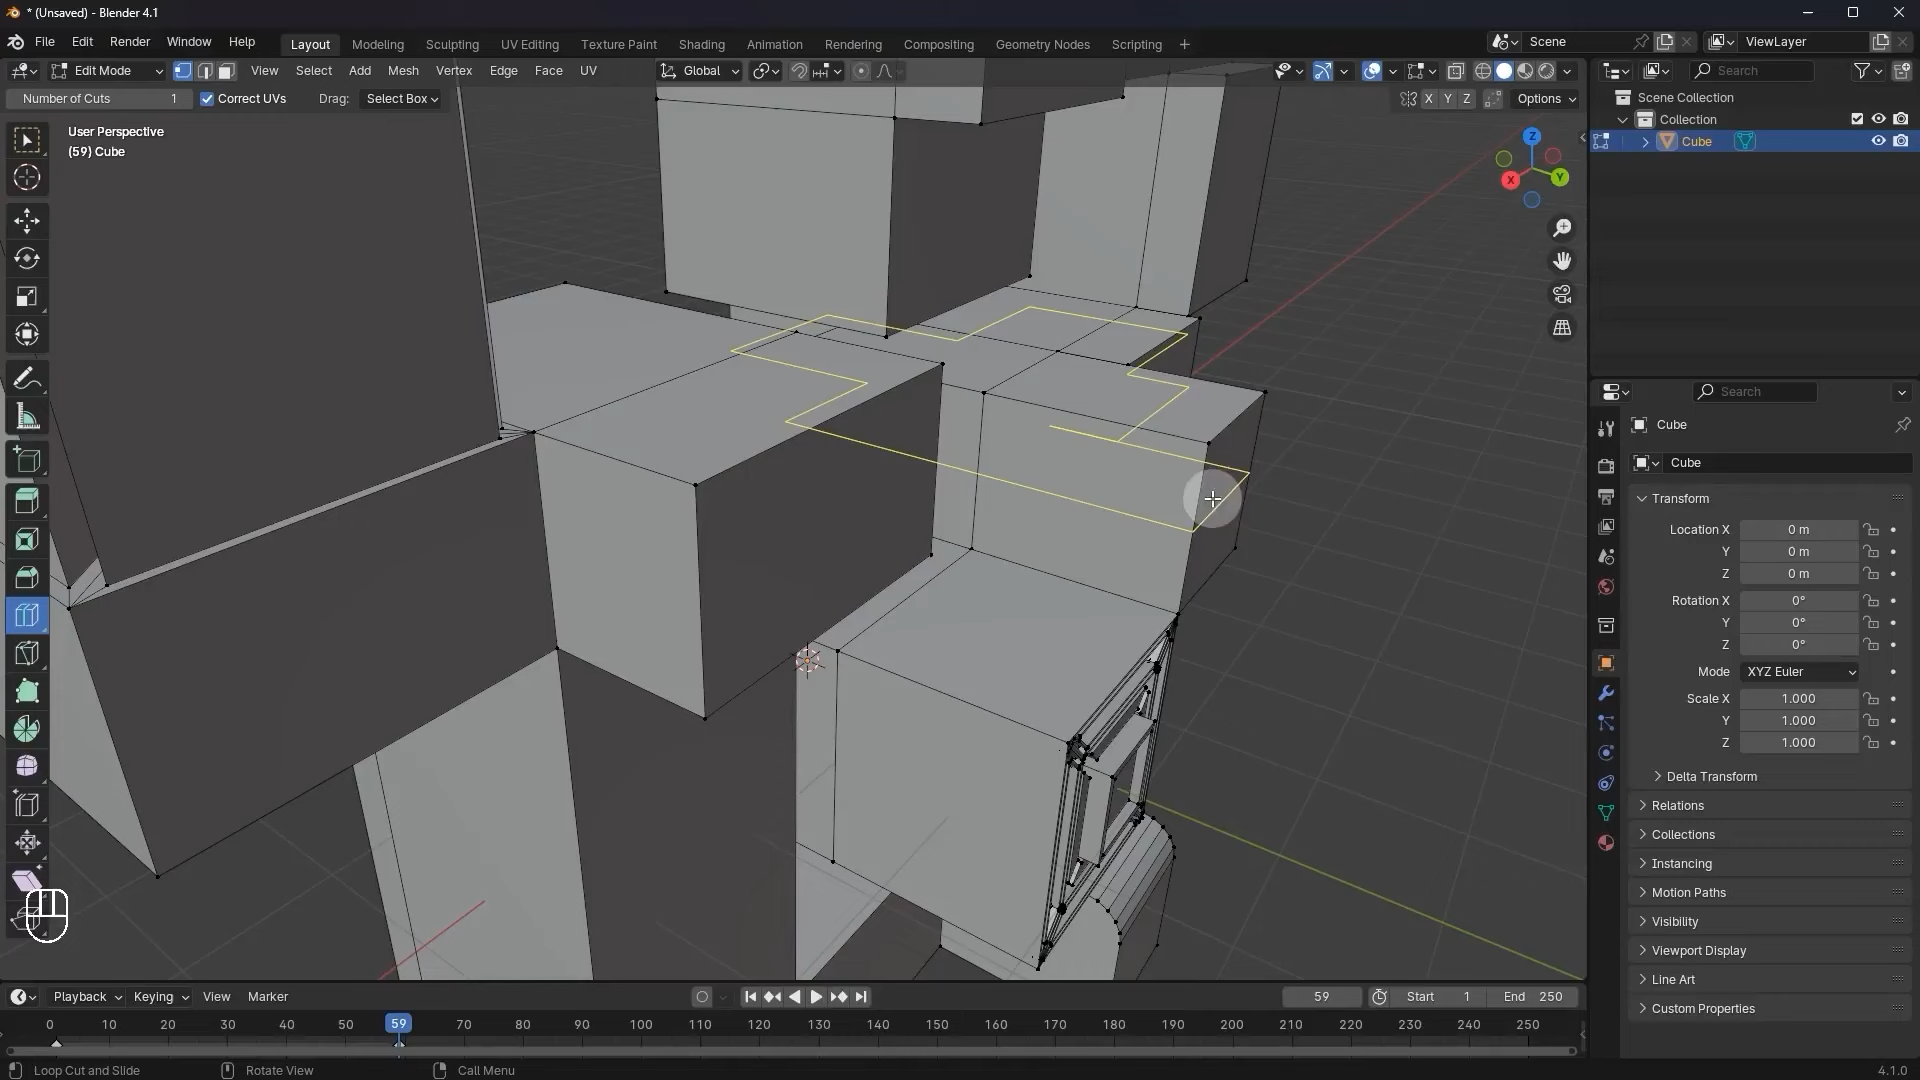 * (Unsaved) - Blender 4.1
File Edit Render Window Help Layout Modeling Sculpting UV Editing Texture Paint Shading Animation Rendering Compositing Geometry Nodes Scripting + Scene ViewLayer
Edit Mode View Select Add Mesh Vertex Edge Face UV Global Search
Number of Cuts 1 Correct UVs Drag: Select Box X Y Z Options
User Perspective
(59) Cube
Z
Y
X
Scene Collection
Collection
Cube
Search
Cube
Cube
Transform
Location X 0 m
Y 0 m
Z 0 m
Rotation X 0°
Y 0°
Z 0°
Mode XYZ Euler
Scale X 1.000
Y 1.000
Z 1.000
Delta Transform
Relations
Collections
Instancing
Motion Paths
Visibility
Viewport Display
Line Art
Custom Properties
Playback Keying View Marker 59 Start 1 End 250
0 10 20 30 40 50 59 70 80 90 100 110 120 130 140 150 160 170 180 190 200 210 220 230 240 250
Loop Cut and Slide Rotate View Call Menu 4.1.0